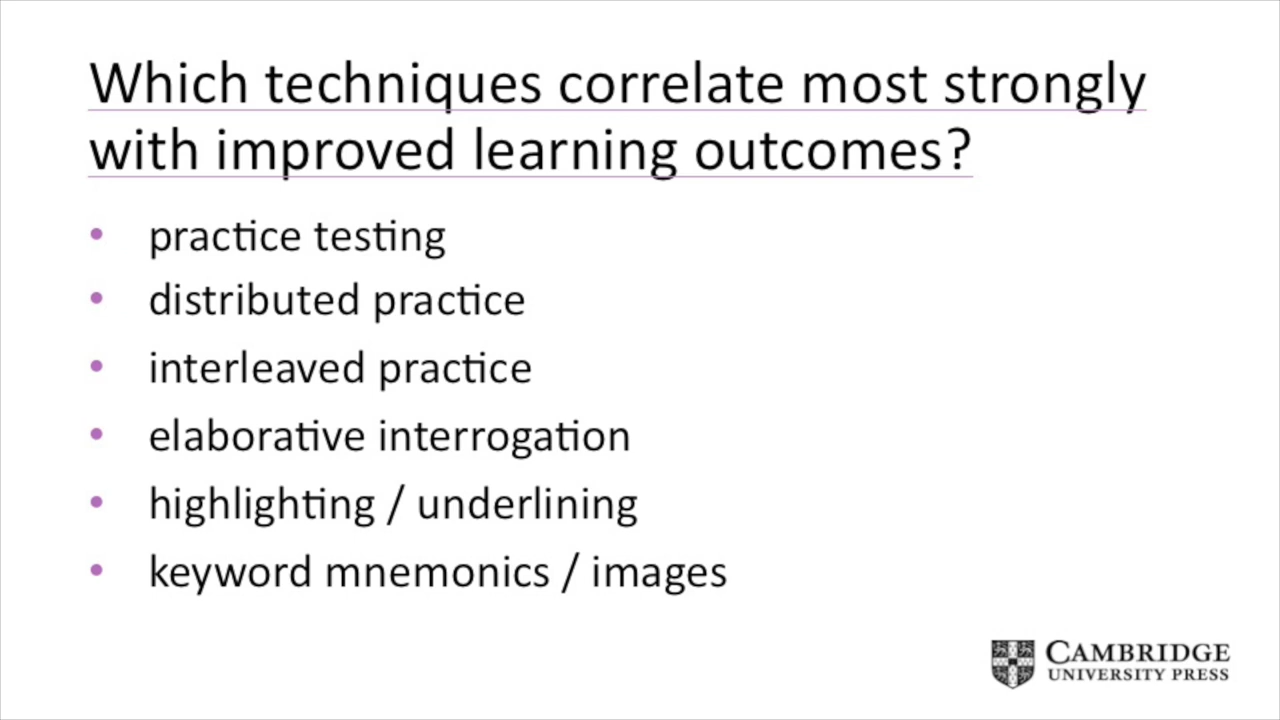 Which techniques correlate most strongly
with improved learning outcomes?
• practice testing
• distributed practice
• interleaved practice
• elaborative interrogation
• highlighting / underlining
• keyword mnemonics / images
CAMBRIDGE
UNIVERSITY PRESS